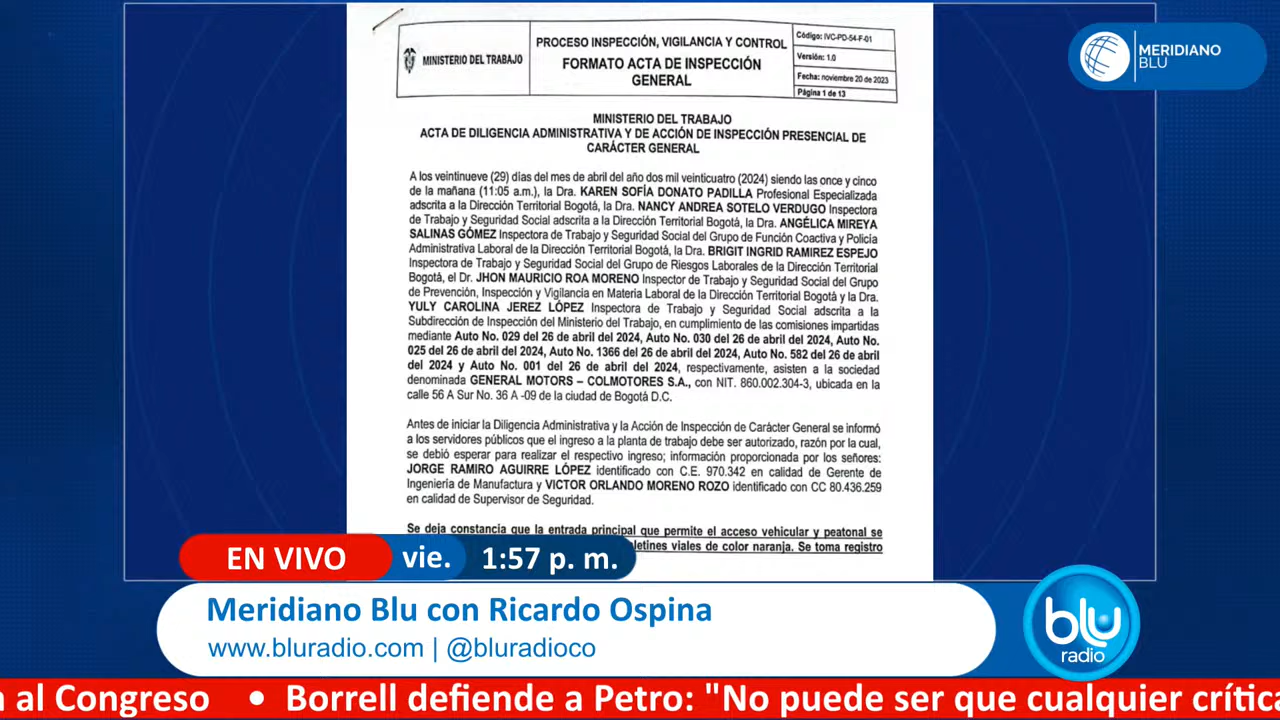 MINISTERIO DEL TRABAJO
PROCESO INSPECCIÓN, VIGILANCIA Y CONTROL
FORMATO ACTA DE INSPECCIÓN
GENERAL
Código: IVC-PD-54-F-01
Versión: 1.0
Fecha: noviembre 20 de 2023
Página 1 de 13
MERIDIANO
BLU
MINISTERIO DEL TRABAJO
ACTA DE DILIGENCIA ADMINISTRATIVA Y DE ACCIÓN DE INSPECCIÓN PRESENCIAL DE
CARÁCTER GENERAL
A los veintinueve (29) días del mes de abril del año dos mil veinticuatro (2024) siendo las once y cinco
de la mañana (11:05 a.m.), la Dra. KAREN SOFÍA DONATO PADILLA Profesional Especializada
adscrita a la Dirección Territorial Bogotá, la Dra. NANCY ANDREA SOTELO VERDUGO Inspectora
de Trabajo y Seguridad Social adscrita a la Dirección Territorial Bogotá, la Dra. ANGÉLICA MIREYA
SALINAS GÓMEZ Inspectora de Trabajo y Seguridad Social del Grupo de Función Coactiva y Policía
Administrativa Laboral de la Dirección Territorial Bogotá, la Dra. BRIGIT INGRID RAMIREZ ESPEJO
Inspectora de Trabajo y Seguridad Social del Grupo de Riesgos Laborales de la Dirección Territorial
Bogotá, el Dr. JHON MAURICIO ROA MORENO Inspector de Trabajo y Seguridad Social del Grupo
de Prevención, Inspección y Vigilancia en Materia Laboral de la Dirección Territorial Bogotá y la Dra.
YULY CAROLINA JEREZ LÓPEZ Inspectora de Trabajo y Seguridad Social adscrita a la
Subdirección de Inspección del Ministerio del Trabajo, en cumplimiento de las comisiones impartidas
mediante Auto No. 029 del 26 de abril del 2024, Auto No. 030 del 26 de abril del 2024, Auto No.
025 del 26 de abril del 2024, Auto No. 1366 del 26 de abril del 2024, Auto No. 582 del 26 de abril
del 2024 y Auto No. 001 del 26 de abril del 2024, respectivamente, asisten a la sociedad
denominada GENERAL MOTORS – COLMOTORES S.A., con NIT. 860.002.304-3, ubicada en la
calle 56 A Sur No. 36 A -09 de la ciudad de Bogotá D.C.
Antes de iniciar la Diligencia Administrativa y la Acción de Inspección de Carácter General se informó
a los servidores públicos que el ingreso a la planta de trabajo debe ser autorizado, razón por la cual,
se debió esperar para realizar el respectivo ingreso; información proporcionada por los señores:
JORGE RAMIRO AGUIRRE LÓPEZ identificado con C.E. 970.342 en calidad de Gerente de
Ingeniería de Manufactura y VICTOR ORLANDO MORENO ROZO identificado con CC 80.436.259
en calidad de Supervisor de Seguridad.
Se deja constancia que la entrada principal que permite el acceso vehicular y peatonal se
viales de color naranja. Se toma registro
EN VIVO vie. 1:57 p. m.
Meridiano Blu con Ricardo Ospina
www.bluradio.com | @bluradioco
blu
radio
al Congreso • Borrell defiende a Petro: "No puede ser que cualquier